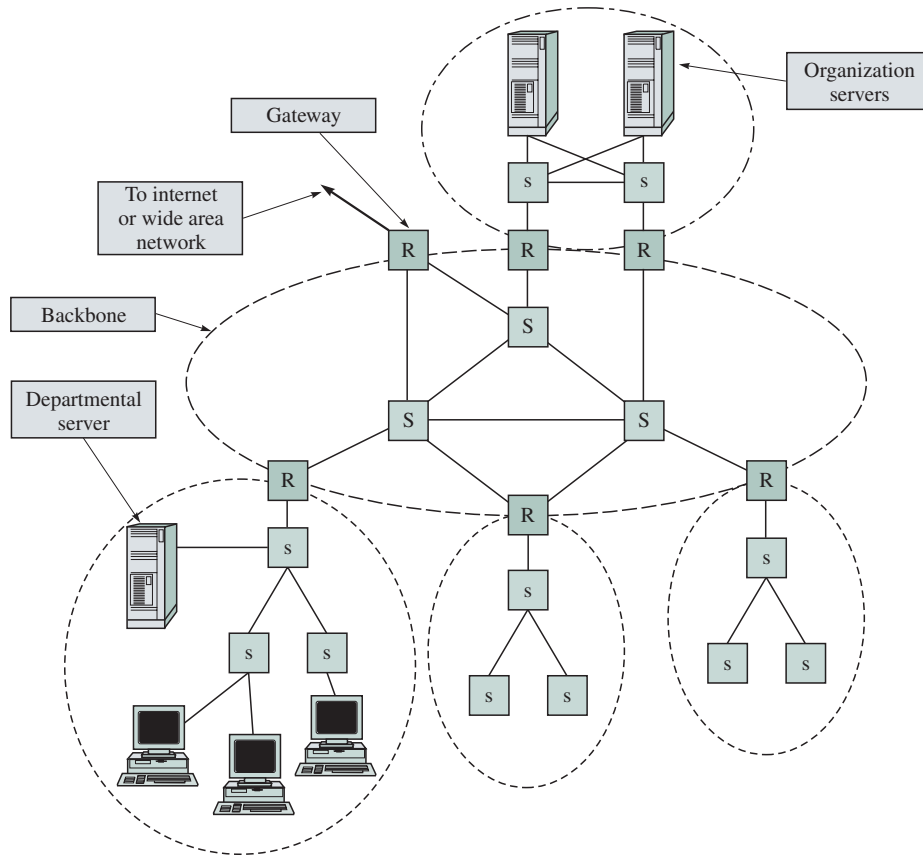 Organization
servers
Gateway
s s
To internet
or wide area
network
R R R
Backbone
S
Departmental
server
S S
R R
R
s
s
s
s s
s s
s s